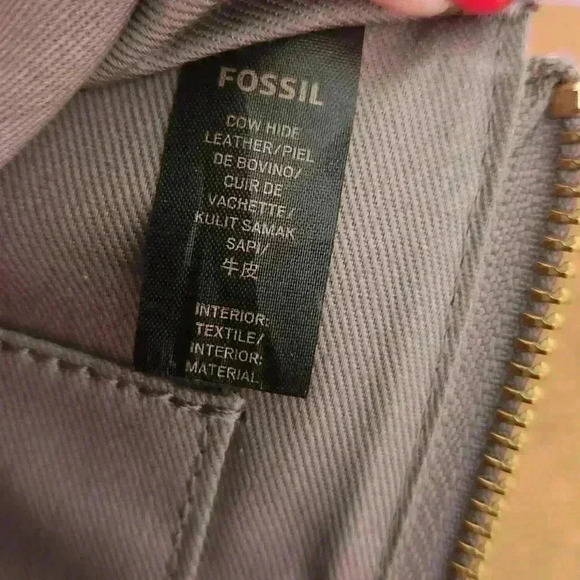 FOSSIL
COW HIDE
LEATHER/PIEL
DE BOVINO/
CUIR DE
VACHETTE/
KULIT SAMAK
SAPI/
牛皮
INTERIOR:
TEXTILE/
INTERIOR:
MATERIAL